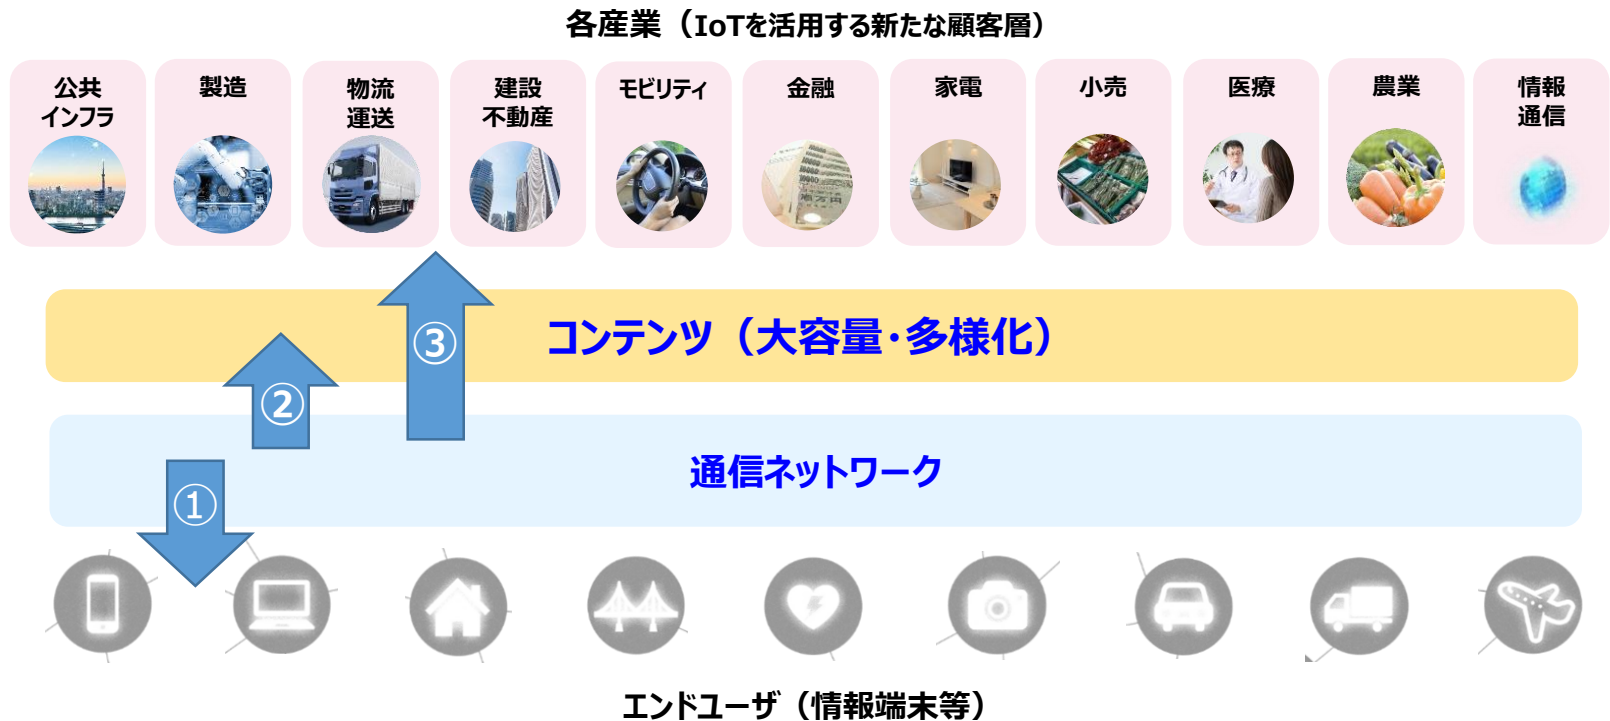 各産業（IoTを活用する新たな顧客層）
公共
インフラ
製造
物流
運送
建設
不動産
モビリティ
金融
家電
小売
医療
農業
情報
通信
コンテンツ（大容量・多様化）
③
②
通信ネットワーク
①
エンドユーザ（情報端末等）